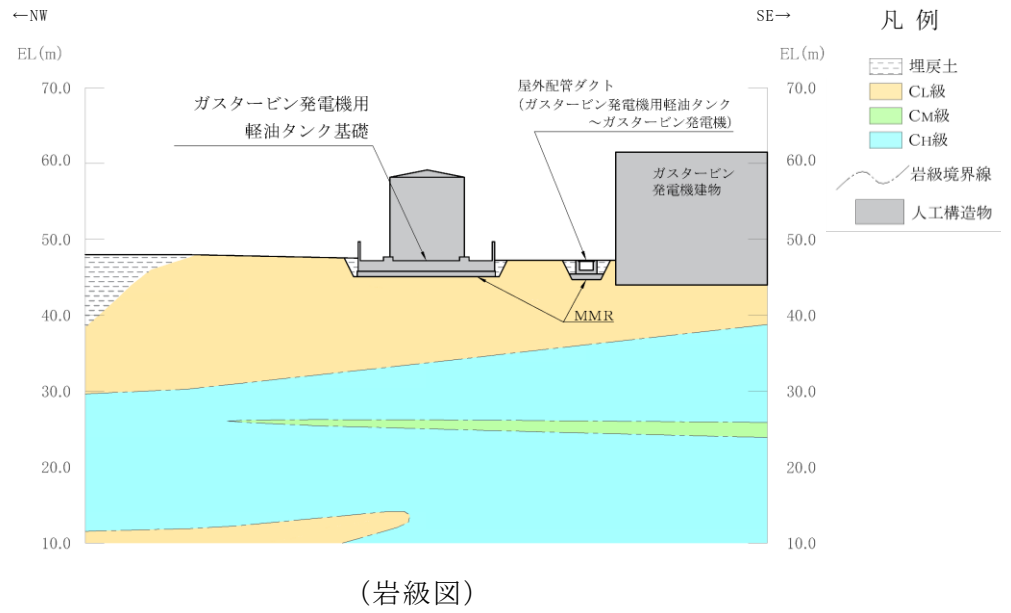 ←NW
SE→
凡 例
EL(m)
EL(m)
埋戻土
CL級
CM級
CH級
岩級境界線
人工構造物
70.0
60.0
50.0
40.0
30.0
20.0
10.0
ガスタービン発電機用
軽油タンク基礎
屋外配管ダクト
(ガスタービン発電機用軽油タンク
～ガスタービン発電機)
ガスタービン
発電機建物
MMR
70.0
60.0
50.0
40.0
30.0
20.0
10.0
(岩級図)